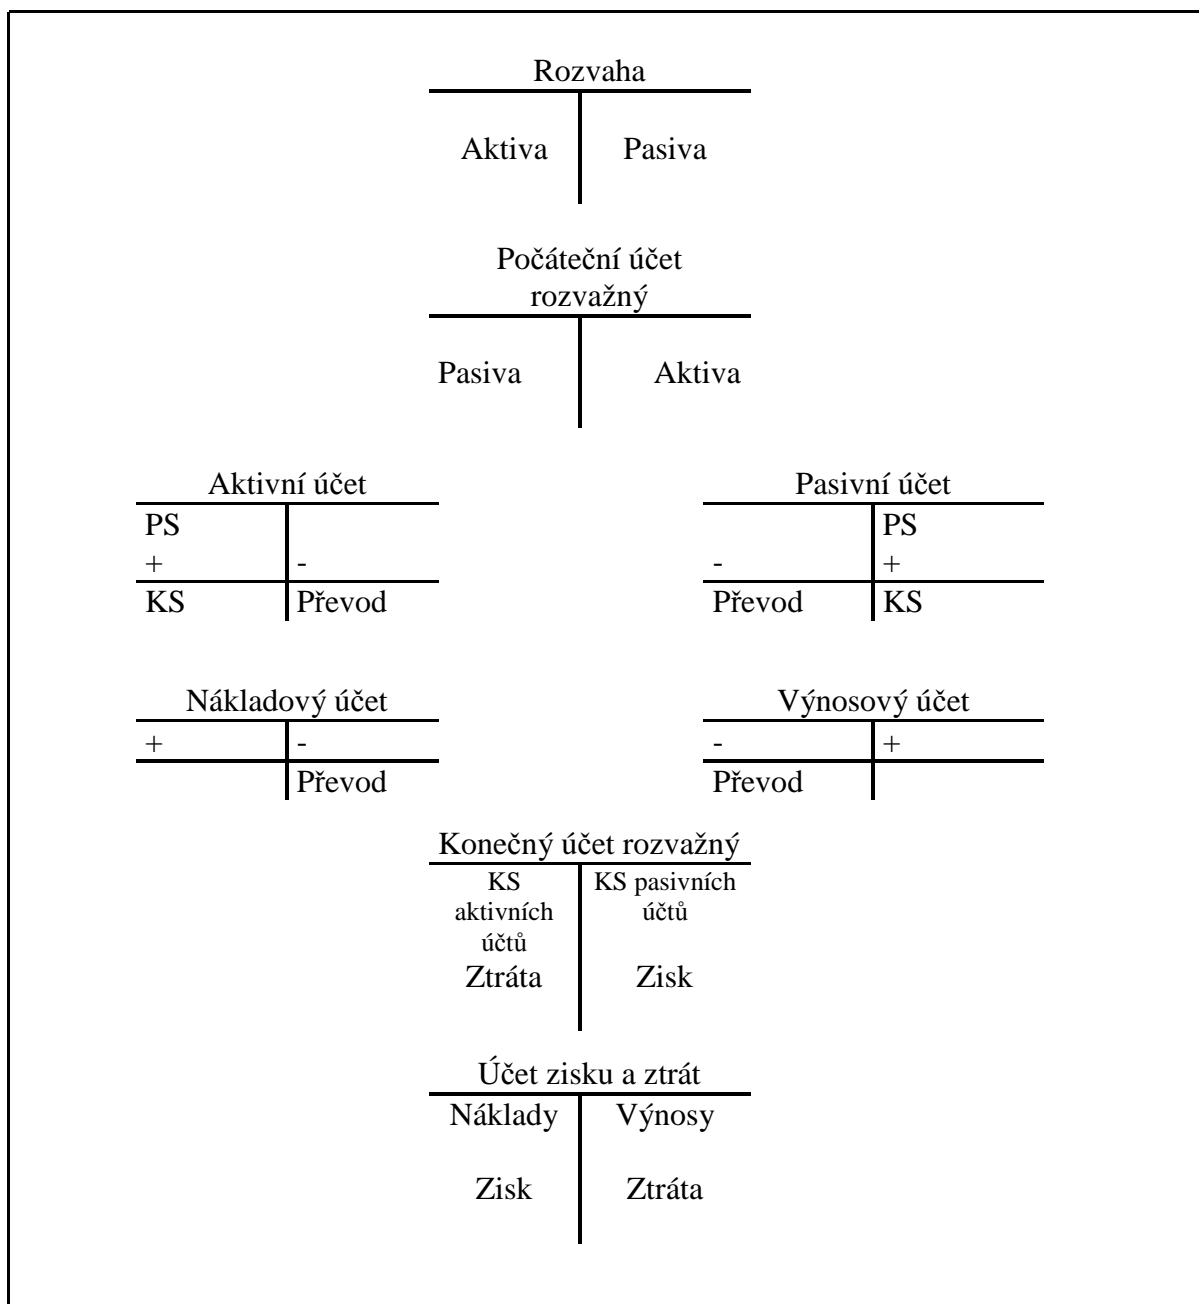 Rozvaha
Aktiva Pasiva
Počáteční účet
rozvažný
Pasiva Aktiva
Aktivní účet Pasivní účet
PS PS
+ - - +
KS Převod Převod KS
Nákladový účet Výnosový účet
+ - - +
Převod Převod
Konečný účet rozvažný
KS KS pasivních
aktivních účtů
účtů
Ztráta Zisk
Účet zisku a ztrát
Náklady Výnosy
Zisk Ztráta